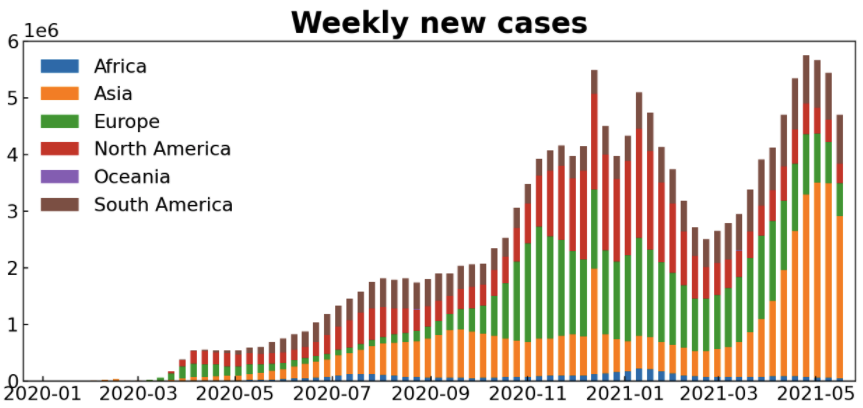 Weekly new cases
1e6
6
5
4
3
2
1
0
Africa
Asia
Europe
North America
Oceania
South America
2020-01 2020-03 2020-05 2020-07 2020-09 2020-11 2021-01 2021-03 2021-05